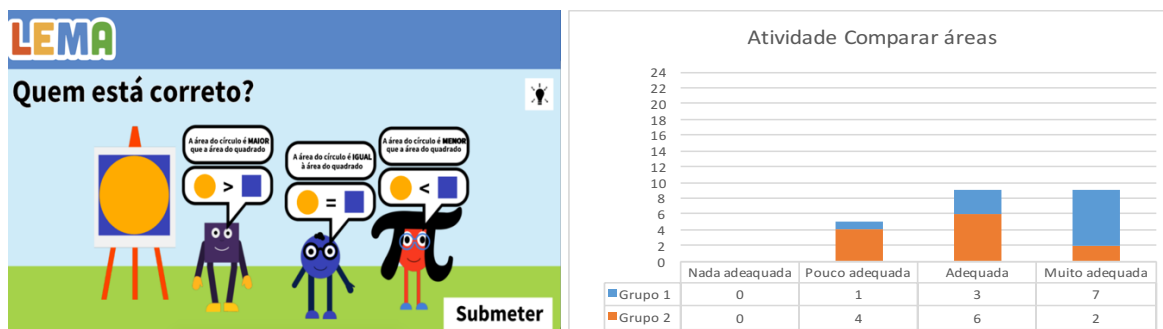 LEMA
Quem está correto?
A área do círculo é MAIOR
que a área do quadrado
>
A área do círculo é IGUAL
à área do quadrado
=
A área do círculo é MENOR
que a área do quadrado
<
Submeter
Atividade Comparar áreas
24
22
20
18
16
14
12
10
8
6
4
2
0
Nada adeaquada Pouco adequada Adequada Muito adequada
Grupo 1 0 1 3 7
Grupo 2 0 4 6 2